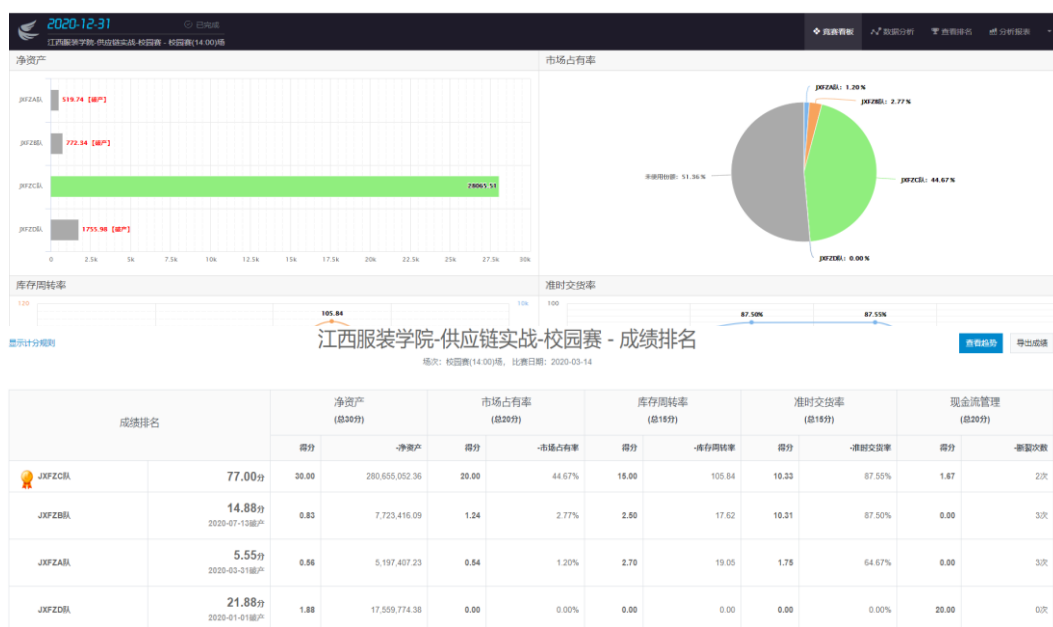 2020-12-31 已完成
江西服装学院-供应链实战-校园赛 - 校园赛(14:00)场
竞赛看板 数据分析 查看排名 分析报表
净资产
JXFZA队 519.74【破产】
JXFZB队 772.34【破产】
JXFZC队 28065.51
JXFZD队 1755.98【破产】
0 2.5k 5k 7.5k 10k 12.5k 15k 17.5k 20k 22.5k 25k 27.5k 30k
市场占有率
JXFZA队: 1.20%
JXFZB队: 2.77%
未使用份额: 51.36%
JXFZC队: 44.67%
JXFZD队: 0.00%
库存周转率
120 105.84 10k
准时交货率
100 87.50% 87.55%
显示计分规则
江西服装学院-供应链实战-校园赛 - 成绩排名
查看趋势 导出成绩
场次: 校园赛(14:00)场, 比赛日期: 2020-03-14
成绩排名 净资产 市场占有率 库存周转率 准时交货率 现金流管理
(总30分) (总20分) (总15分) (总15分) (总20分)
得分 -净资产 得分 -市场占有率 得分 -库存周转率 得分 -准时交货率 得分 -断裂次数
JXFZC队 77.00分 30.00 280,655,052.36 20.00 44.67% 15.00 105.84 10.33 87.55% 1.67 2次
JXFZB队 14.88分 0.83 7,723,416.09 1.24 2.77% 2.50 17.62 10.31 87.50% 0.00 3次
2020-07-13破产
JXFZA队 5.55分 0.56 5,197,407.23 0.54 1.20% 2.70 19.05 1.75 64.67% 0.00 3次
2020-03-31破产
JXFZD队 21.88分 1.88 17,559,774.38 0.00 0.00% 0.00 0.00 0.00 0.00% 20.00 0次
2020-01-01破产